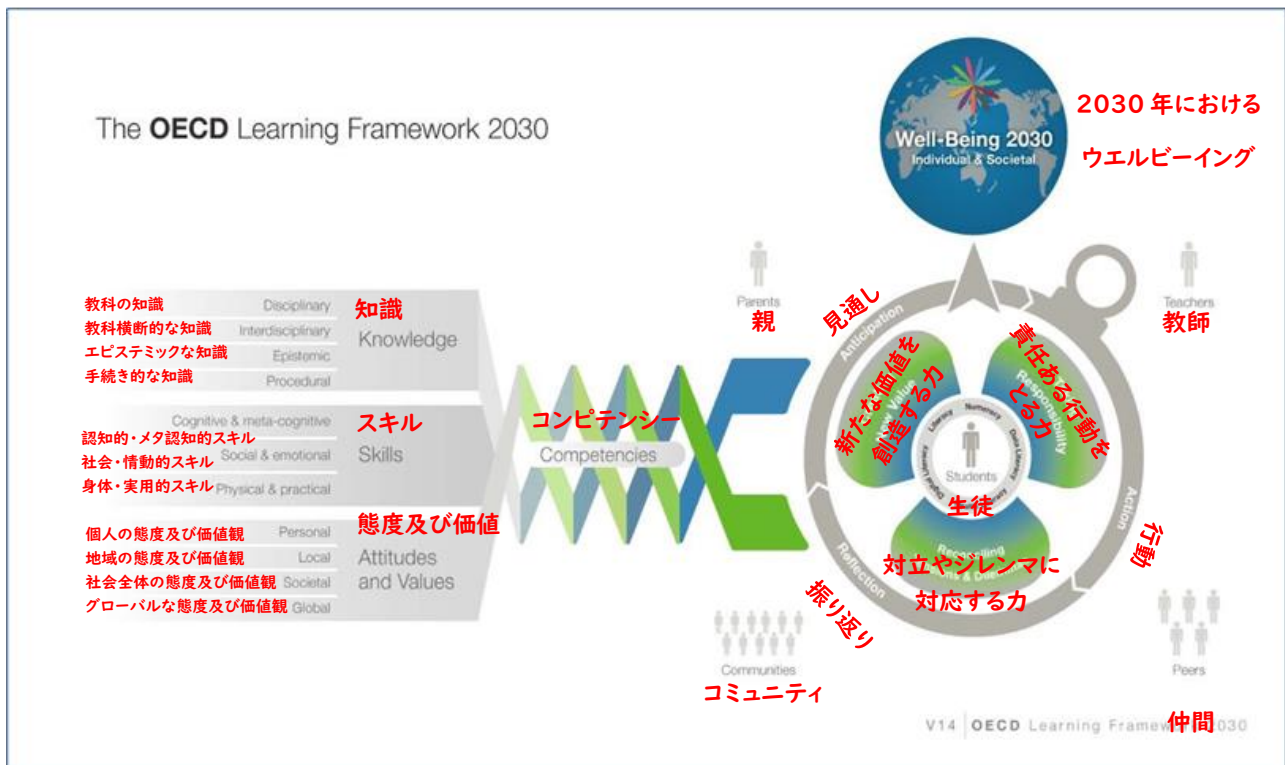 The OECD Learning Framework 2030
Well-Being 2030
Individual & Societal
2030年における
ウエルビーイング
教科の知識
Disciplinary
教科横断的な知識
Interdisciplinary
エピステミックな知識
Epistemic
手続き的な知識
Procedural
知識
Knowledge
Cognitive & meta-cognitive
認知的・メタ認知的スキル
Social & emotional
社会・情動的スキル
Physical & practical
身体・実用的スキル
スキル
Skills
個人の態度及び価値観
Personal
地域の態度及び価値観
Local
社会全体の態度及び価値観
Societal
グローバルな態度及び価値観
Global
態度及び価値
Attitudes
and Values
コンピテンシー
Competencies
Parents
親
Teachers
教師
見通し
Anticipation
新たな価値を
創造する力
New Value
責任ある行動を
とる力
Responsibility
Literacy
Numeracy
Data Literacy
Digital Literacy
Students
生徒
Reconciling
対立やジレンマに
対応する力
Action
行動
Reflection
振り返り
Communities
コミュニティ
Peers
仲間
V14 OECD Learning Framework 2030